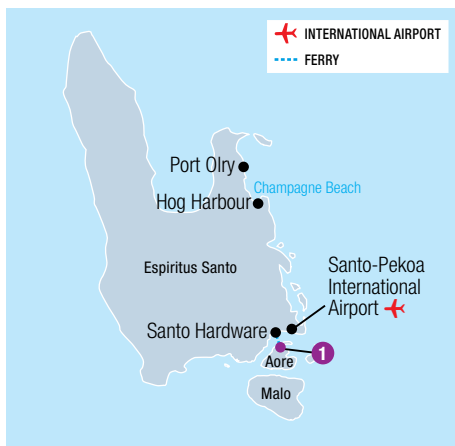 INTERNATIONAL AIRPORT
FERRY
Port Olry
Champagne Beach
Hog Harbour
Espiritus Santo
Santo-Pekoa
International
Airport
Santo Hardware
1
Aore
Malo